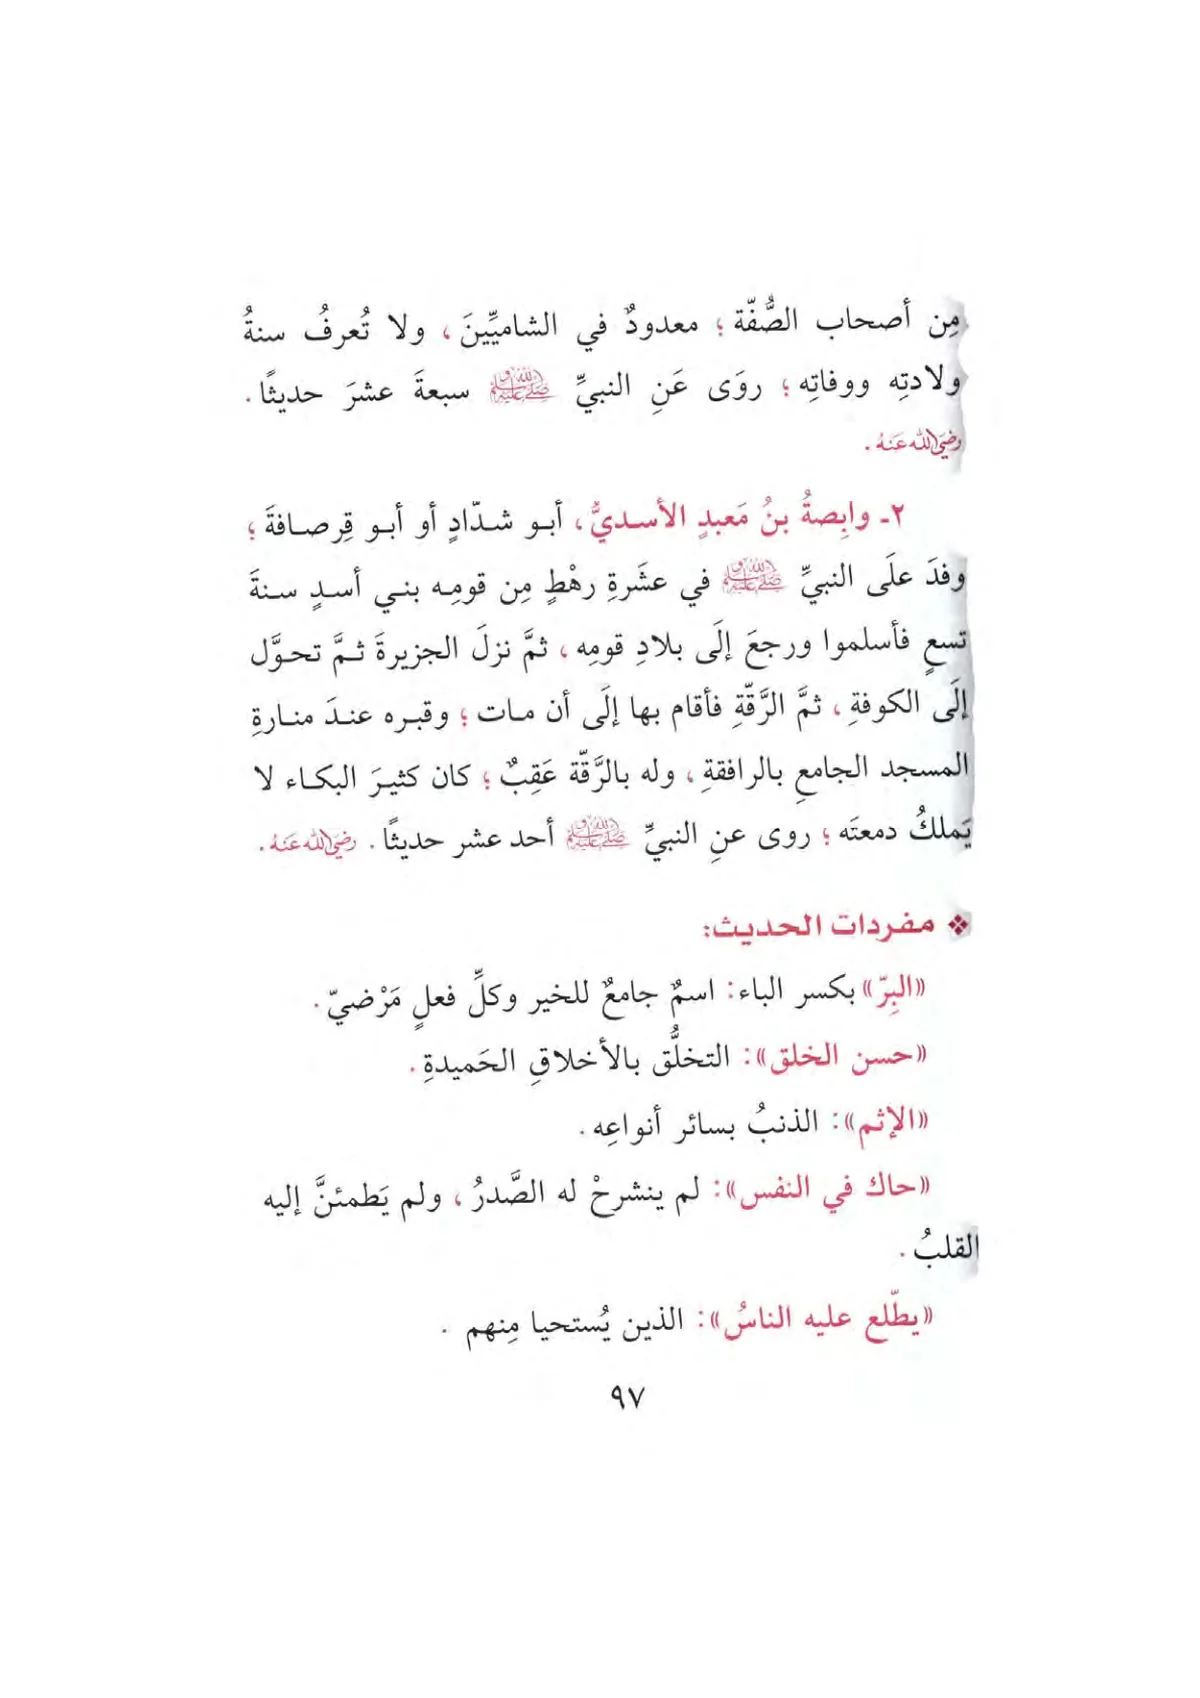 مِن أصحاب الصُّفّة ؛ معدودٌ في الشاميِّينَ ، ولا تُعرفُ سنةُ
ولادتِه ووفاتِه ؛ روَى عَنِ النبيِّ ﷺ سبعةَ عشرَ حديثًا .
رضي الله عنه .
٢ـ وابِصةُ بنُ مَعبدٍ الأسديُّ ، أبو شدّادٍ أو أبو قِرصافةَ ؛
وفدَ علَى النبيِّ ﷺ في عشَرةِ رهْطٍ مِن قومِه بني أسدٍ سنةَ
تسعٍ فأسلموا ورجعَ إلَى بلادِ قومِه ، ثمَّ نزلَ الجزيرةَ ثمَّ تحوَّل
إلَى الكوفةِ ، ثمَّ الرَّقّةِ فأقام بها إلَى أن مات ؛ وقبره عندَ منارةِ
المسجد الجامعِ بالرافقةِ ، وله بالرَّقّة عَقِبٌ ؛ كان كثيرَ البكاء لا
يَملكُ دمعتَه ؛ روى عنِ النبيِّ ﷺ أحد عشر حديثًا . رضي الله عنه .
❖ مفردات الحديث:
«البِرّ» بكسر الباء: اسمٌ جامعٌ للخير وكلِّ فعلٍ مَرْضيّ .
«حسن الخلق»: التخلُّق بالأخلاقِ الحَميدةِ .
«الإثم»: الذنبُ بسائر أنواعِه .
«حاك في النفس»: لم ينشرحْ له الصَّدرُ ، ولم يَطمئنَّ إليه
القلبُ .
«يطّلع عليه الناسُ»: الذين يُستحيا مِنهم .
٩٧